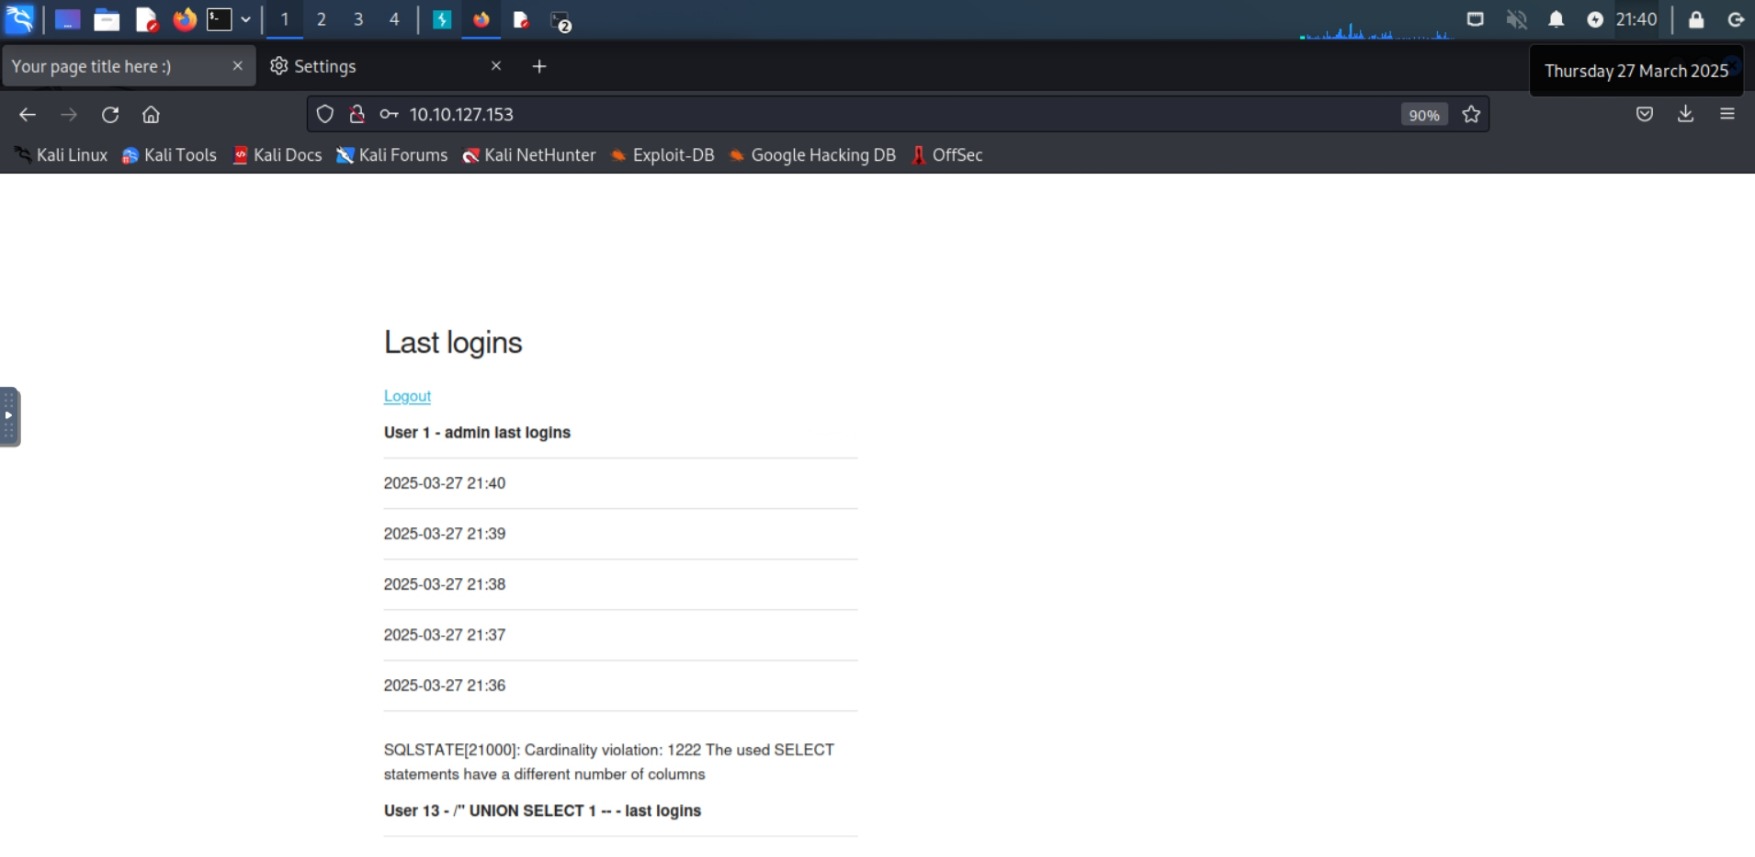 1 2 3 4 2 21:40
Your page title here :) Settings
Thursday 27 March 2025
10.10.127.153 90%
Kali Linux Kali Tools Kali Docs Kali Forums Kali NetHunter Exploit-DB Google Hacking DB OffSec
Last logins
Logout
User 1 - admin last logins
2025-03-27 21:40
2025-03-27 21:39
2025-03-27 21:38
2025-03-27 21:37
2025-03-27 21:36
SQLSTATE[21000]: Cardinality violation: 1222 The used SELECT
statements have a different number of columns
User 13 - /" UNION SELECT 1 -- - last logins